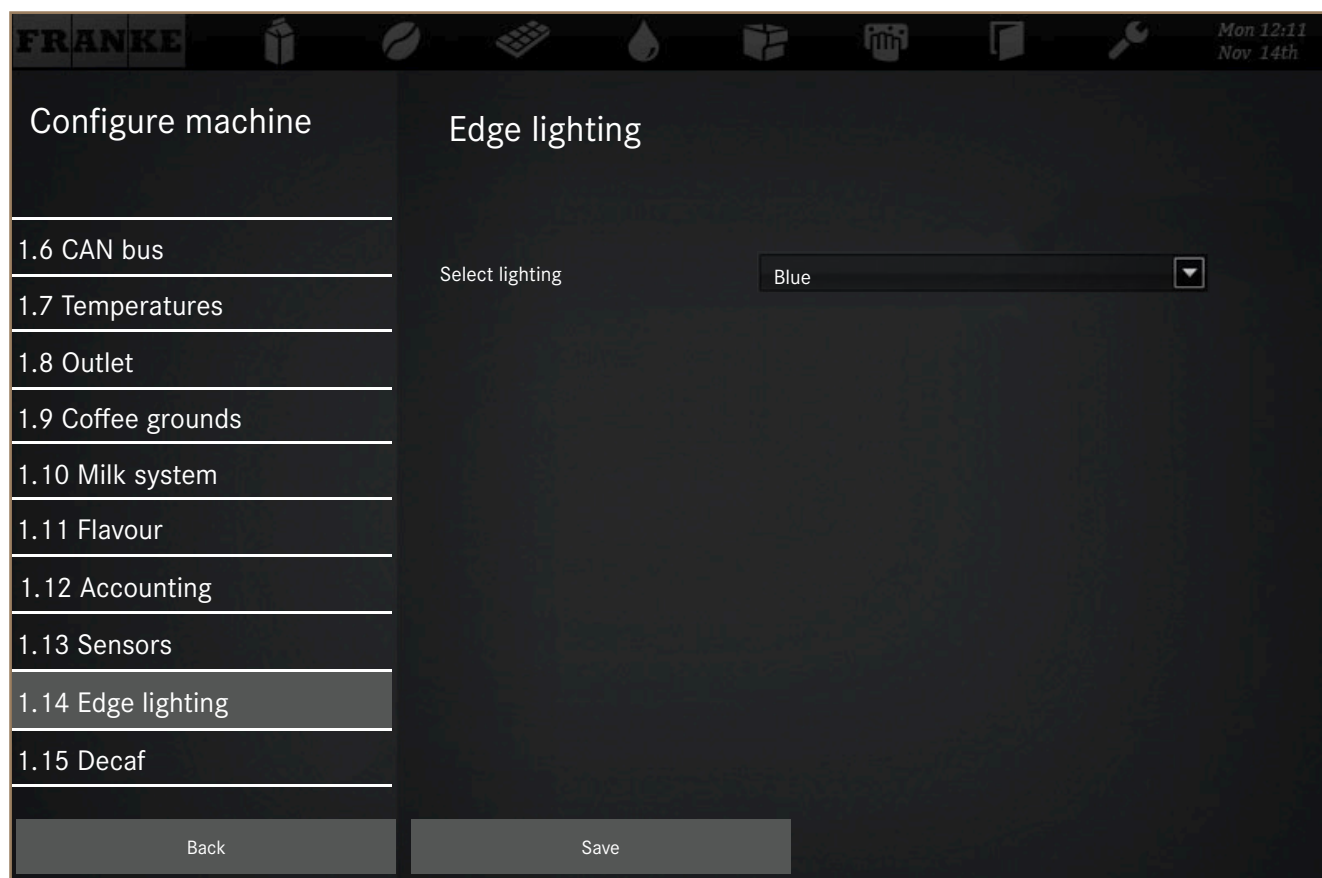 FRANKE
Mon 12:11
Nov 14th
Configure machine
1.6 CAN bus
1.7 Temperatures
1.8 Outlet
1.9 Coffee grounds
1.10 Milk system
1.11 Flavour
1.12 Accounting
1.13 Sensors
1.14 Edge lighting
1.15 Decaf
Back
Edge lighting
Select lighting Blue
Save